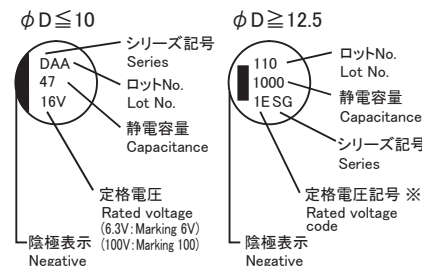 φD≦10
シリーズ記号
Series
DAA
47
16V
ロットNo.
Lot No.
静電容量
Capacitance
定格電圧
Rated voltage
(6.3V:Marking 6V)
(100V:Marking 100)
陰極表示
Negative
φD≧12.5
110
1000
1E SG
ロットNo.
Lot No.
静電容量
Capacitance
シリーズ記号
Series
定格電圧記号 ※
Rated voltage
code
陰極表示
Negative